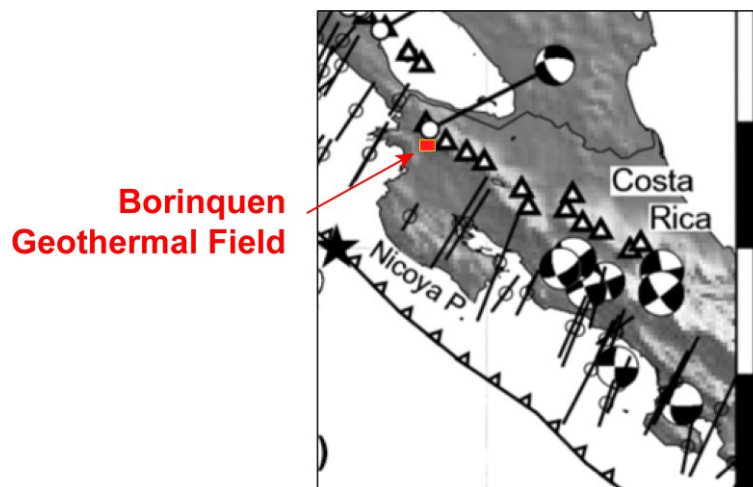 Borinquen
Geothermal Field
Costa
Rica
Nicoya P.
)